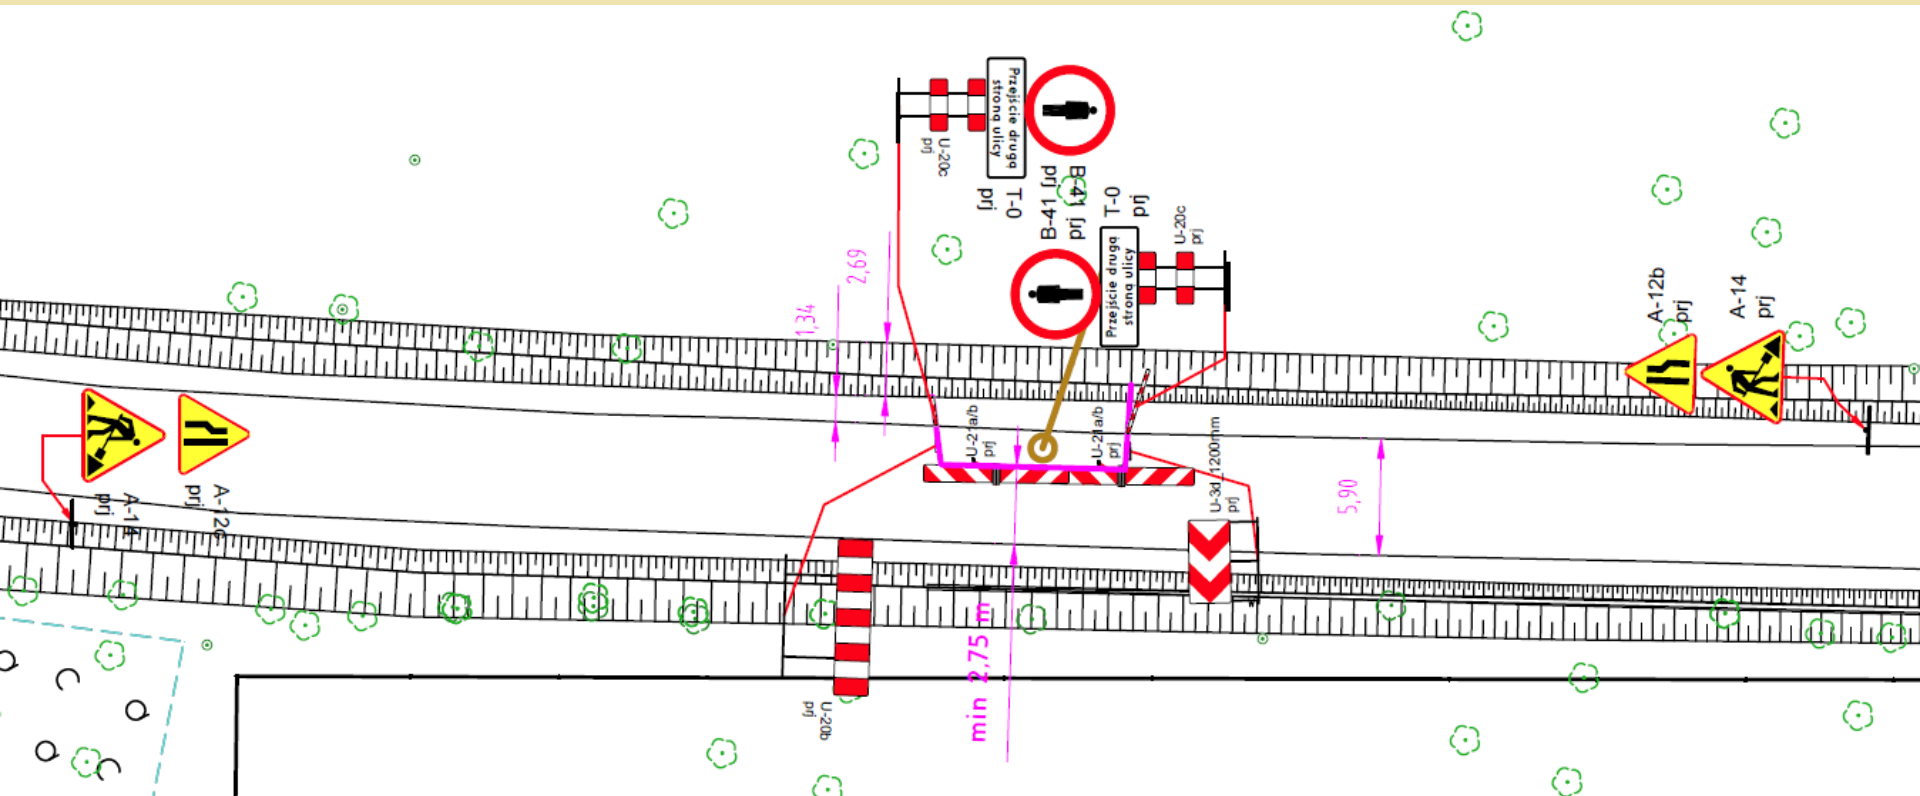 Przejście drugą
stroną ulicy
U-20c
prj
T-0
prj
B-41 prj
B-41 prj
T-0
prj
Przejście drugą
stroną ulicy
U-20c
prj
2,69
1,34
A-12b
prj
A-14
prj
U-21a/b
prj
U-21a/b
prj
U-3d 1200mm
prj
5,90
A-14
prj
A-12c
prj
min 2,75 m
U-20b
prj